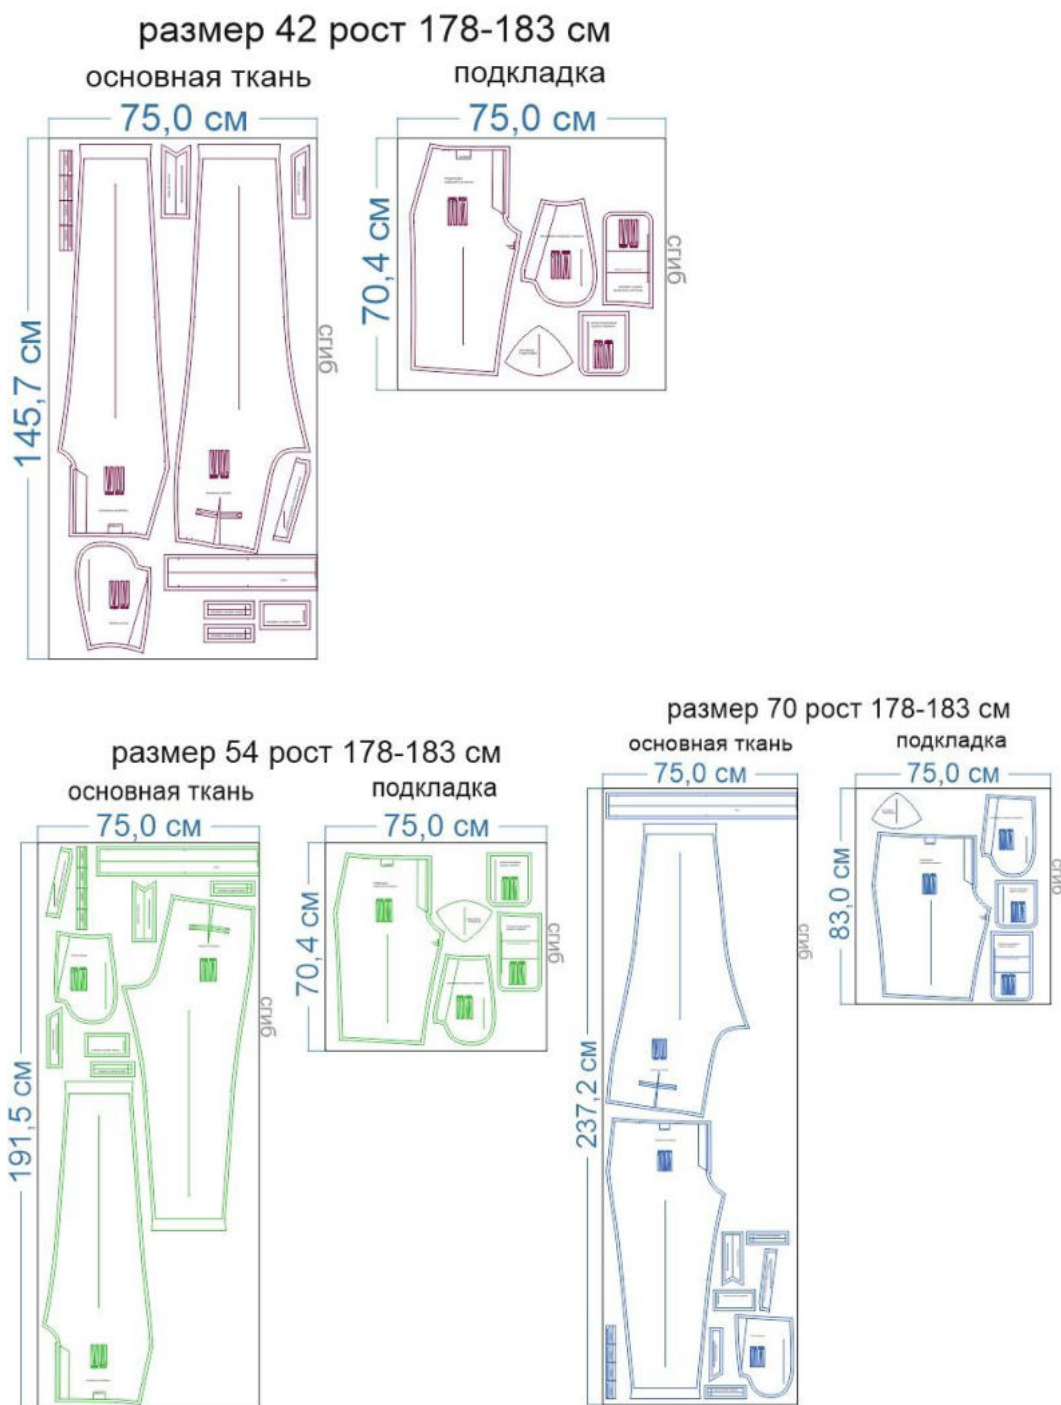 размер 42 рост 178-183 см
основная ткань
подкладка
75,0 см
75,0 см
145,7 см
70,4 см
сгиб
сгиб
размер 54 рост 178-183 см
основная ткань
подкладка
75,0 см
75,0 см
191,5 см
70,4 см
сгиб
сгиб
размер 70 рост 178-183 см
основная ткань
подкладка
75,0 см
75,0 см
237,2 см
83,0 см
сгиб
сгиб